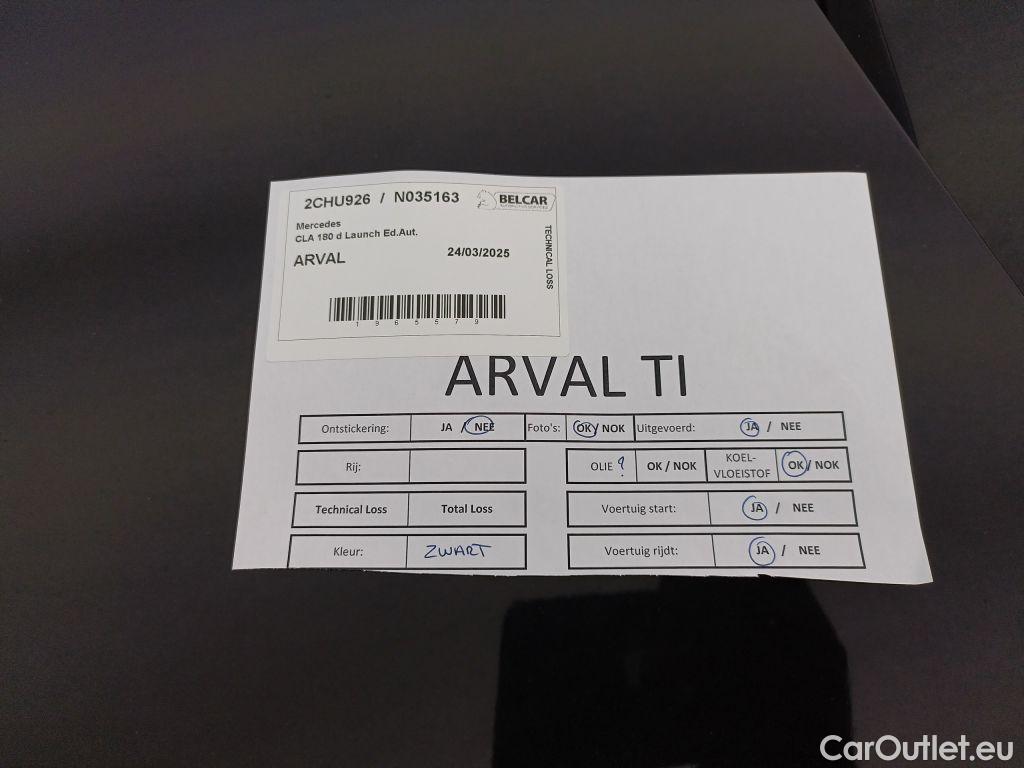 2CHU926 / N035163
BELCAR
Mercedes
CLA 180 d Launch Ed.Aut.
ARVAL
24/03/2025
TECHNICAL LOSS
1965579
ARVAL TI
Ontstickering: JA / NEE Foto's: OK / NOK Uitgevoerd: JA / NEE
Rij: OLIE ? OK / NOK KOEL-
VLOEISTOF OK / NOK
Technical Loss Total Loss Voertuig start: JA / NEE
Kleur: ZWART Voertuig rijdt: JA / NEE
CarOutlet.eu